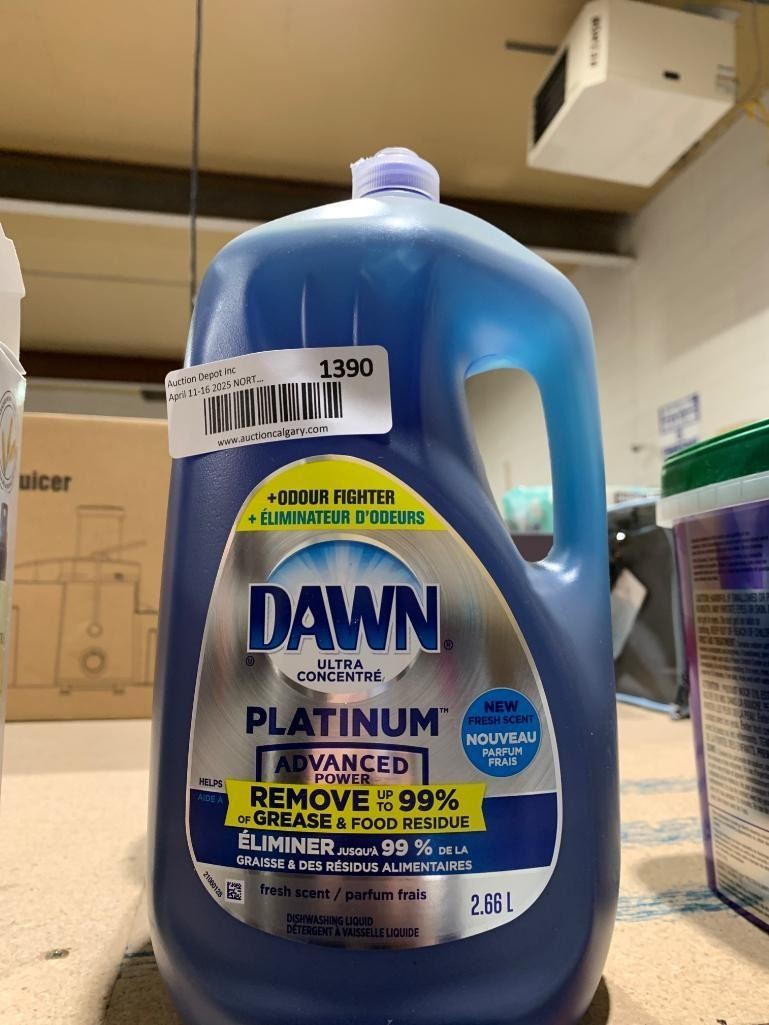 Auction Depot Inc
1390
April 11-16 2025 NORT...
www.auctioncalgary.com
uicer
+ODOUR FIGHTER
+ ÉLIMINATEUR D'ODEURS
DAWN®
ULTRA
CONCENTRÉ
PLATINUM™
NEW
FRESH SCENT
NOUVEAU
PARFUM
FRAIS
ADVANCED
POWER
HELPS
AIDE À
REMOVE UP TO 99%
OF GREASE & FOOD RESIDUE
ÉLIMINER JUSQU'À 99 % DE LA
GRAISSE & DES RÉSIDUS ALIMENTAIRES
fresh scent / parfum frais
2.66 L
DISHWASHING LIQUID
DÉTERGENT À VAISSELLE LIQUIDE